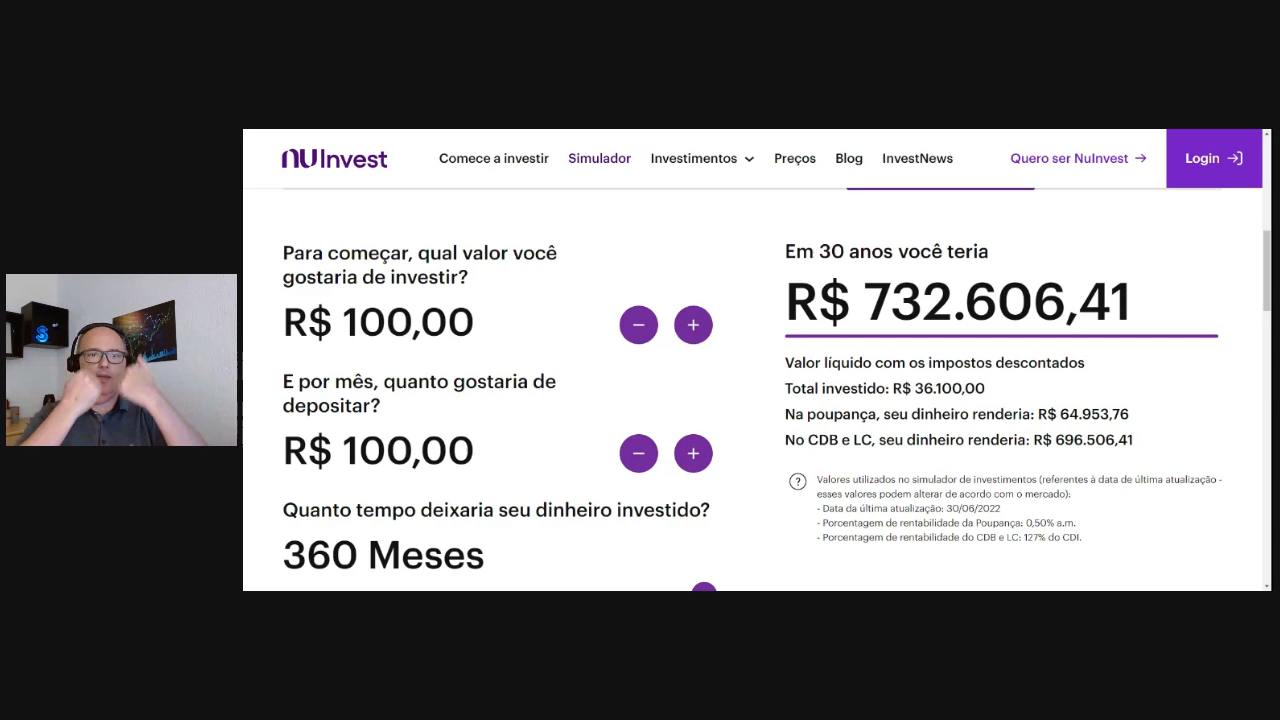 nuInvest
Comece a investir
Simulador
Investimentos
Preços
Blog
InvestNews
Quero ser NuInvest
Login
Para começar, qual valor você
gostaria de investir?
R$ 100,00
E por mês, quanto gostaria de
depositar?
R$ 100,00
Quanto tempo deixaria seu dinheiro investido?
360 Meses
Em 30 anos você teria
R$ 732.606,41
Valor líquido com os impostos descontados
Total investido: R$ 36.100,00
Na poupança, seu dinheiro renderia: R$ 64.953,76
No CDB e LC, seu dinheiro renderia: R$ 696.506,41
Valores utilizados no simulador de investimentos (referentes à data de última atualização -
esses valores podem alterar de acordo com o mercado):
- Data da última atualização: 30/06/2022
- Porcentagem de rentabilidade da Poupança: 0,50% a.m.
- Porcentagem de rentabilidade do CDB e LC: 127% do CDI.